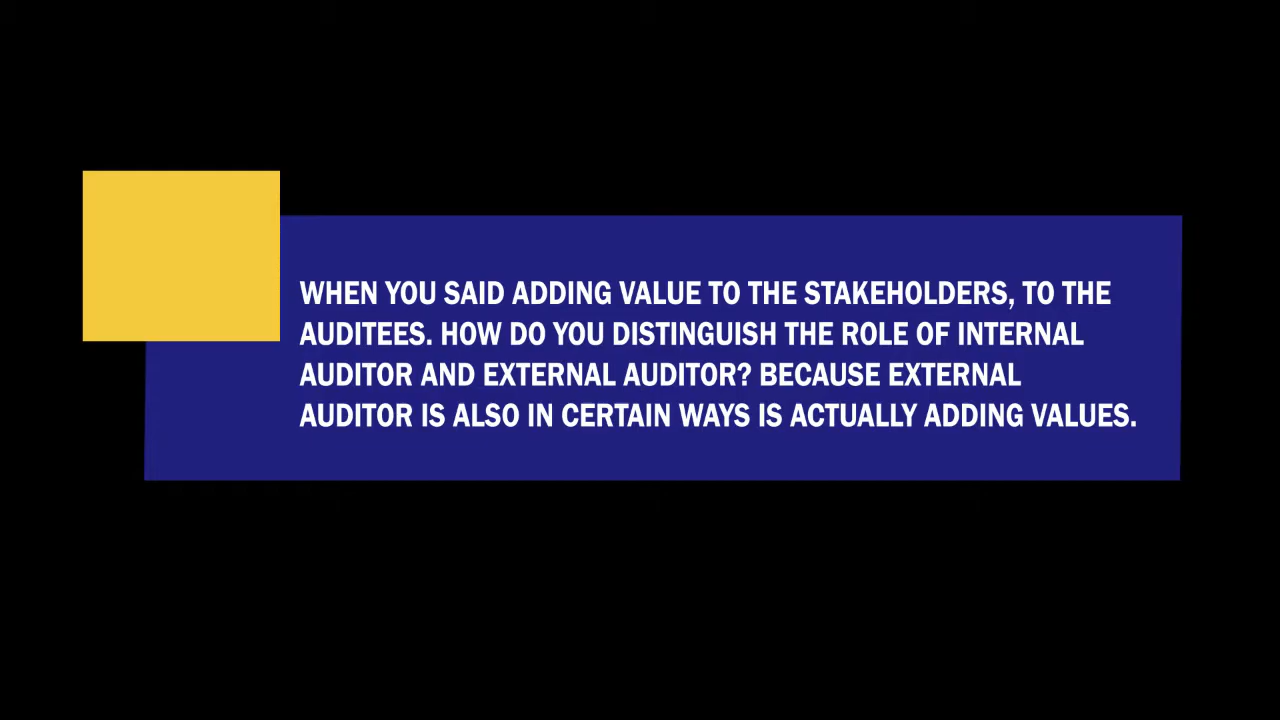 WHEN YOU SAID ADDING VALUE TO THE STAKEHOLDERS, TO THE
AUDITEES. HOW DO YOU DISTINGUISH THE ROLE OF INTERNAL
AUDITOR AND EXTERNAL AUDITOR? BECAUSE EXTERNAL
AUDITOR IS ALSO IN CERTAIN WAYS IS ACTUALLY ADDING VALUES.